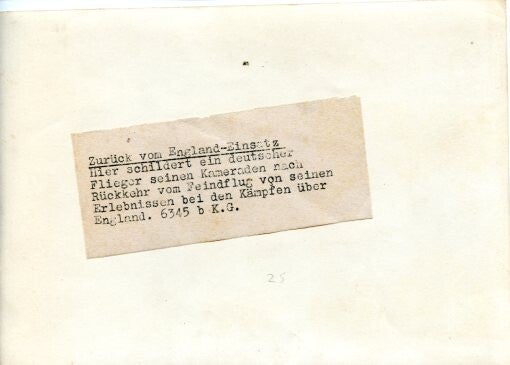 Zurück vom England-Einsatz
Hier schildert ein deutscher
Flieger seinen Kameraden nach
Rückkehr vom Feindflug von seinen
Erlebnissen bei den Kämpfen über
England. 6345 b K.G.
25